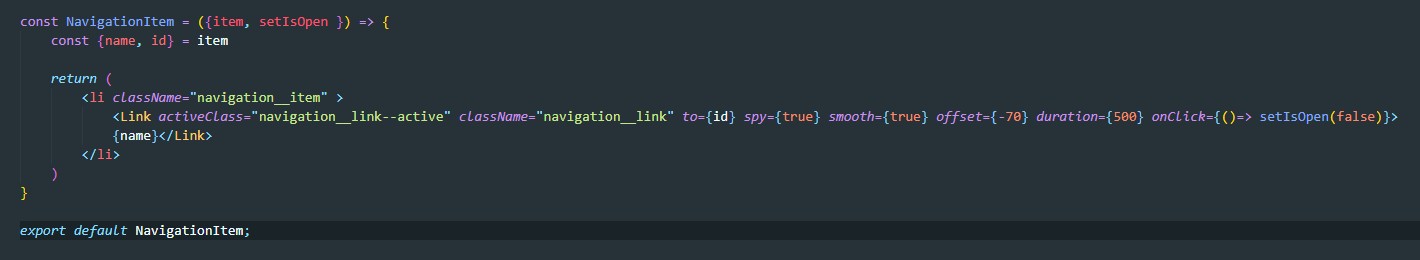 const NavigationItem = ({item, setIsOpen }) => {
const {name, id} = item
return (
<li className="navigation__item" >
<Link activeClass="navigation__link--active" className="navigation__link" to={id} spy={true} smooth={true} offset={-70} duration={500} onClick={()=> setIsOpen(false)}>
{name}</Link>
</li>
)
}
export default NavigationItem;